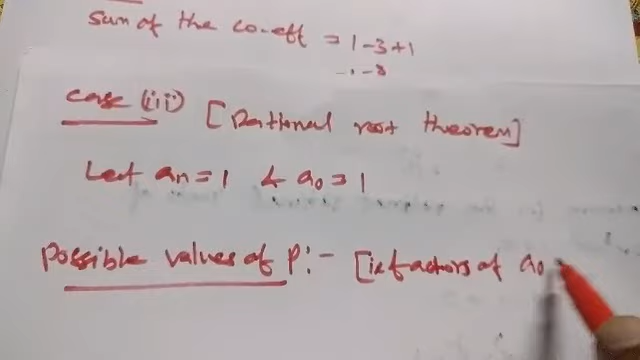 sum of the co-eff = 1-3+1
case (iii) [Rational root theorem]
Let an = 1 & a0 = 1
possible values of P:- [ie factors of a0